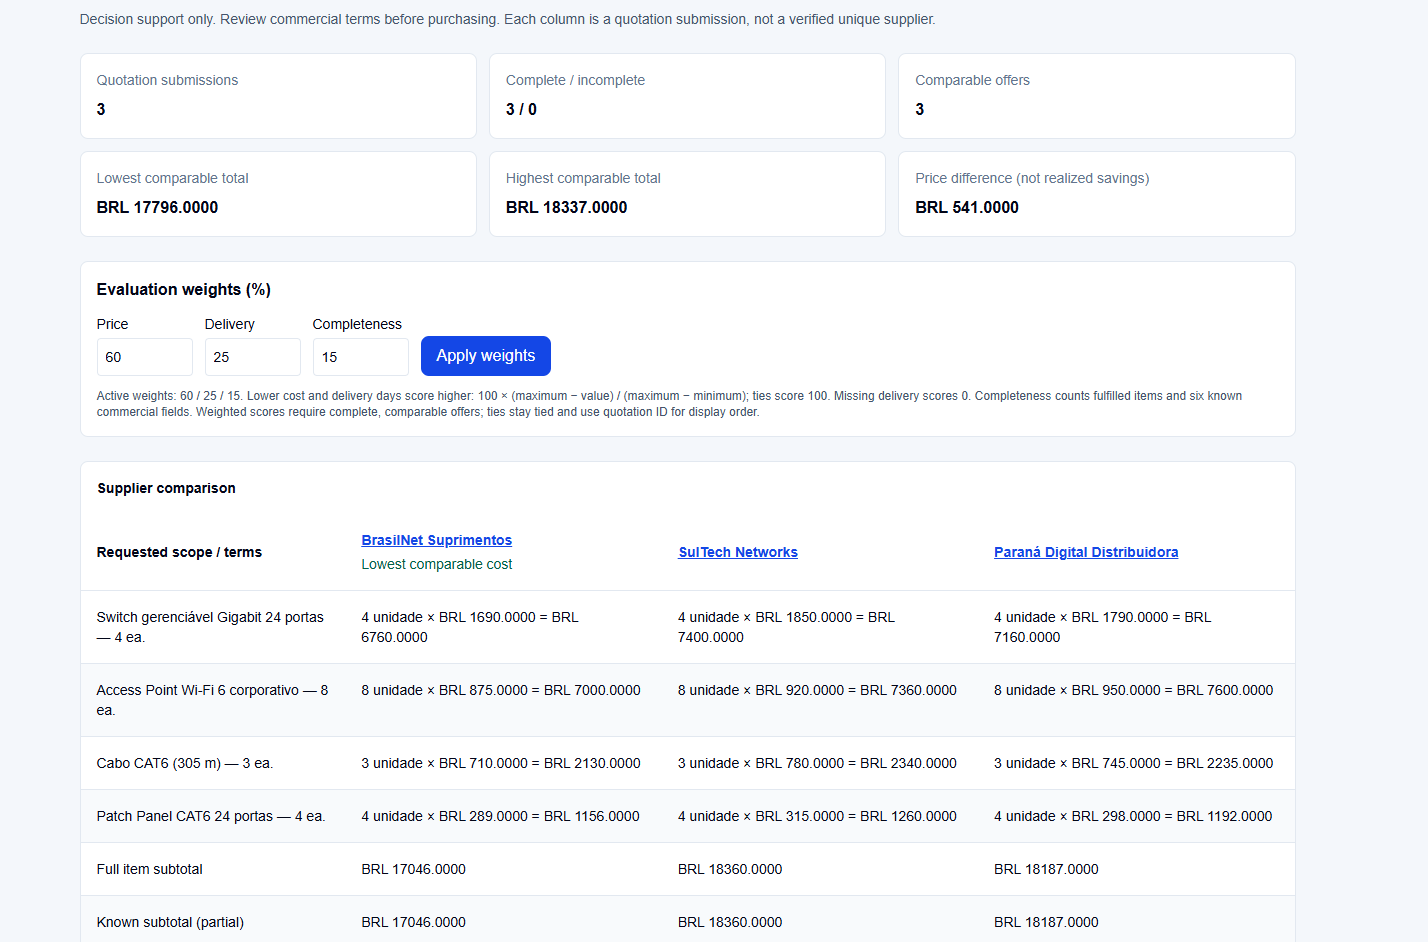 Decision support only. Review commercial terms before purchasing. Each column is a quotation submission, not a verified unique supplier.
Quotation submissions
3
Complete / incomplete
3 / 0
Comparable offers
3
Lowest comparable total
BRL 17796.0000
Highest comparable total
BRL 18337.0000
Price difference (not realized savings)
BRL 541.0000
Evaluation weights (%)
Price
Delivery
Completeness
60
25
15
Apply weights
Active weights: 60 / 25 / 15. Lower cost and delivery days score higher: 100 × (maximum − value) / (maximum − minimum); ties score 100. Missing delivery scores 0. Completeness counts fulfilled items and six known
commercial fields. Weighted scores require complete, comparable offers; ties stay tied and use quotation ID for display order.
Supplier comparison
Requested scope / terms
BrasilNet Suprimentos
Lowest comparable cost
SulTech Networks
Paraná Digital Distribuidora
Switch gerenciável Gigabit 24 portas
— 4 ea.
4 unidade × BRL 1690.0000 = BRL
6760.0000
4 unidade × BRL 1850.0000 = BRL
7400.0000
4 unidade × BRL 1790.0000 = BRL
7160.0000
Access Point Wi-Fi 6 corporativo — 8
ea.
8 unidade × BRL 875.0000 = BRL 7000.0000
8 unidade × BRL 920.0000 = BRL 7360.0000
8 unidade × BRL 950.0000 = BRL 7600.0000
Cabo CAT6 (305 m) — 3 ea.
3 unidade × BRL 710.0000 = BRL 2130.0000
3 unidade × BRL 780.0000 = BRL 2340.0000
3 unidade × BRL 745.0000 = BRL 2235.0000
Patch Panel CAT6 24 portas — 4 ea.
4 unidade × BRL 289.0000 = BRL 1156.0000
4 unidade × BRL 315.0000 = BRL 1260.0000
4 unidade × BRL 298.0000 = BRL 1192.0000
Full item subtotal
BRL 17046.0000
BRL 18360.0000
BRL 18187.0000
Known subtotal (partial)
BRL 17046.0000
BRL 18360.0000
BRL 18187.0000